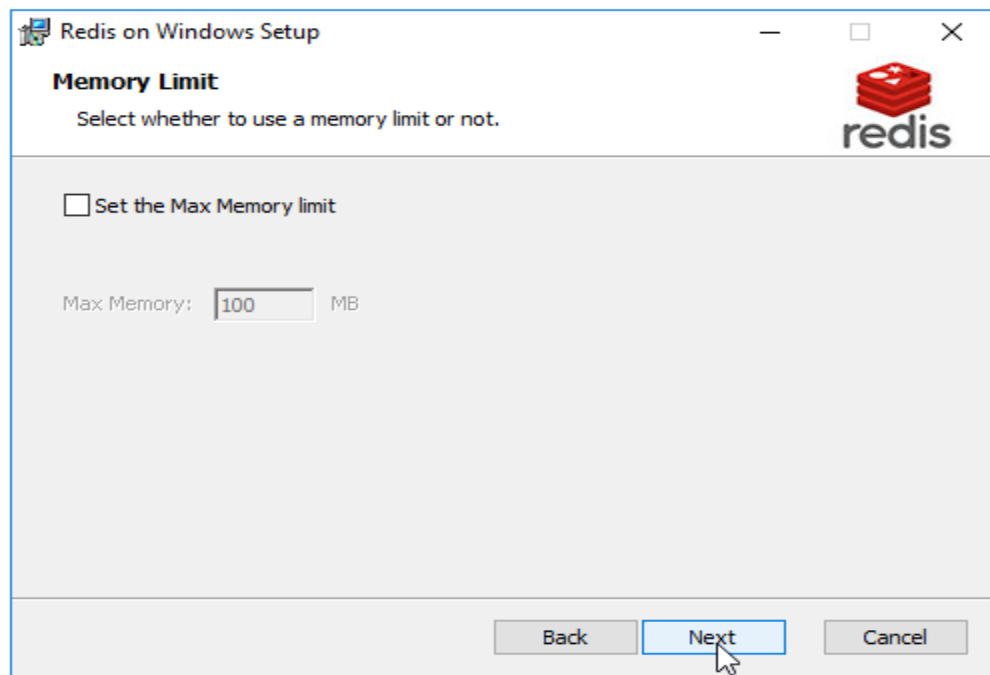 Redis on Windows Setup
Memory Limit
Select whether to use a memory limit or not.
redis
Set the Max Memory limit
Max Memory: 100 MB
Back Next Cancel